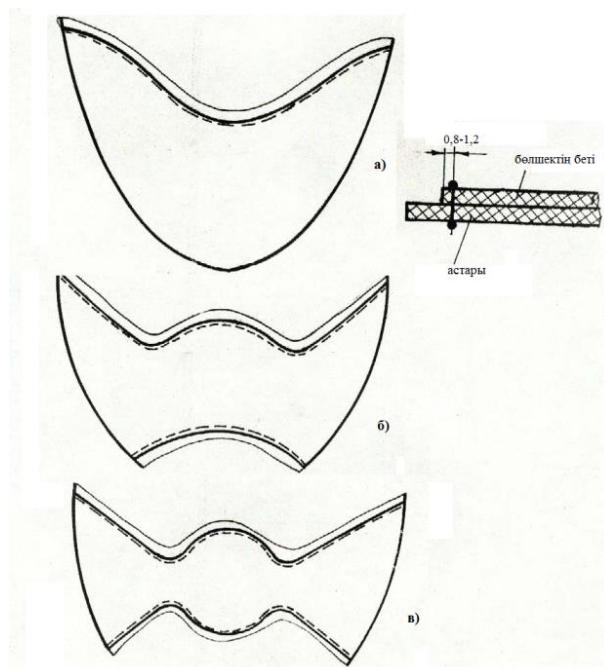 а)
0,8-1,2
бөлшектің беті
астары
б)
в)